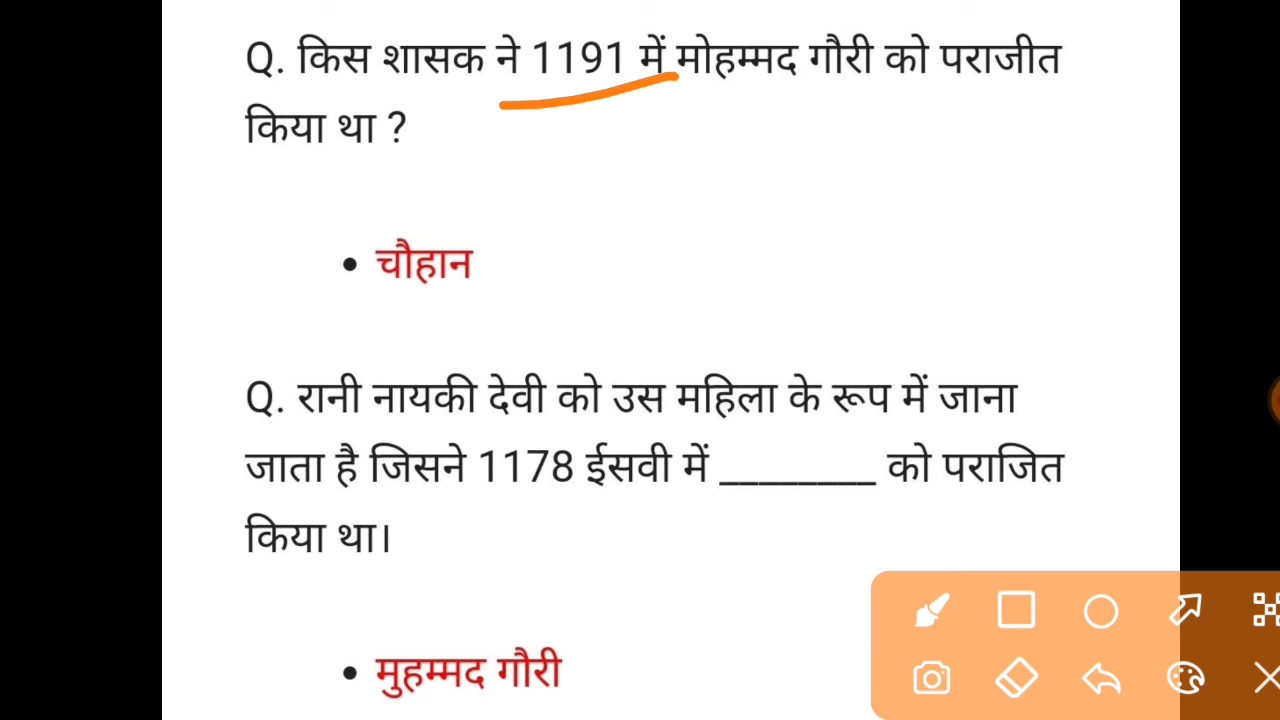 Q. किस शासक ने 1191 में मोहम्मद गौरी को पराजीत
किया था ?
• चौहान
Q. रानी नायकी देवी को उस महिला के रूप में जाना
जाता है जिसने 1178 ईसवी में ________ को पराजित
किया था।
• मुहम्मद गौरी